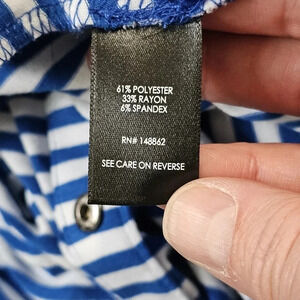 61% POLYESTER
33% RAYON
6% SPANDEX
RN# 148862
SEE CARE ON REVERSE